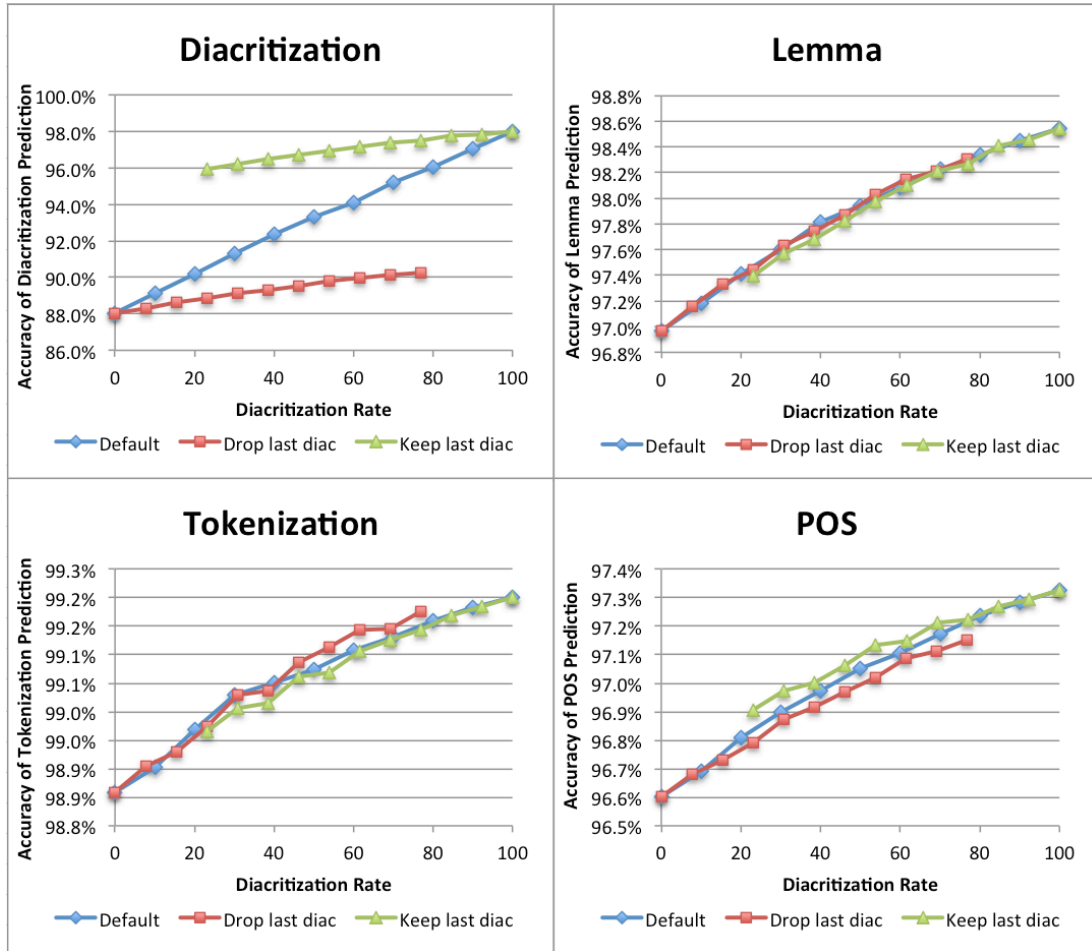 Diacritization
Accuracy of Diacritization Prediction
100.0%
98.0%
96.0%
94.0%
92.0%
90.0%
88.0%
86.0%
0 20 40 60 80 100
Diacritization Rate
Default Drop last diac Keep last diac
Lemma
Accuracy of Lemma Prediction
98.8%
98.6%
98.4%
98.2%
98.0%
97.8%
97.6%
97.4%
97.2%
97.0%
96.8%
0 20 40 60 80 100
Diacritization Rate
Default Drop last diac Keep last diac
Tokenization
Accuracy of Tokenization Prediction
99.3%
99.2%
99.2%
99.1%
99.1%
99.0%
99.0%
98.9%
98.9%
98.8%
0 20 40 60 80 100
Diacritization Rate
Default Drop last diac Keep last diac
POS
Accuracy of POS Prediction
97.4%
97.3%
97.2%
97.1%
97.0%
96.9%
96.8%
96.7%
96.6%
96.5%
0 20 40 60 80 100
Diacritization Rate
Default Drop last diac Keep last diac